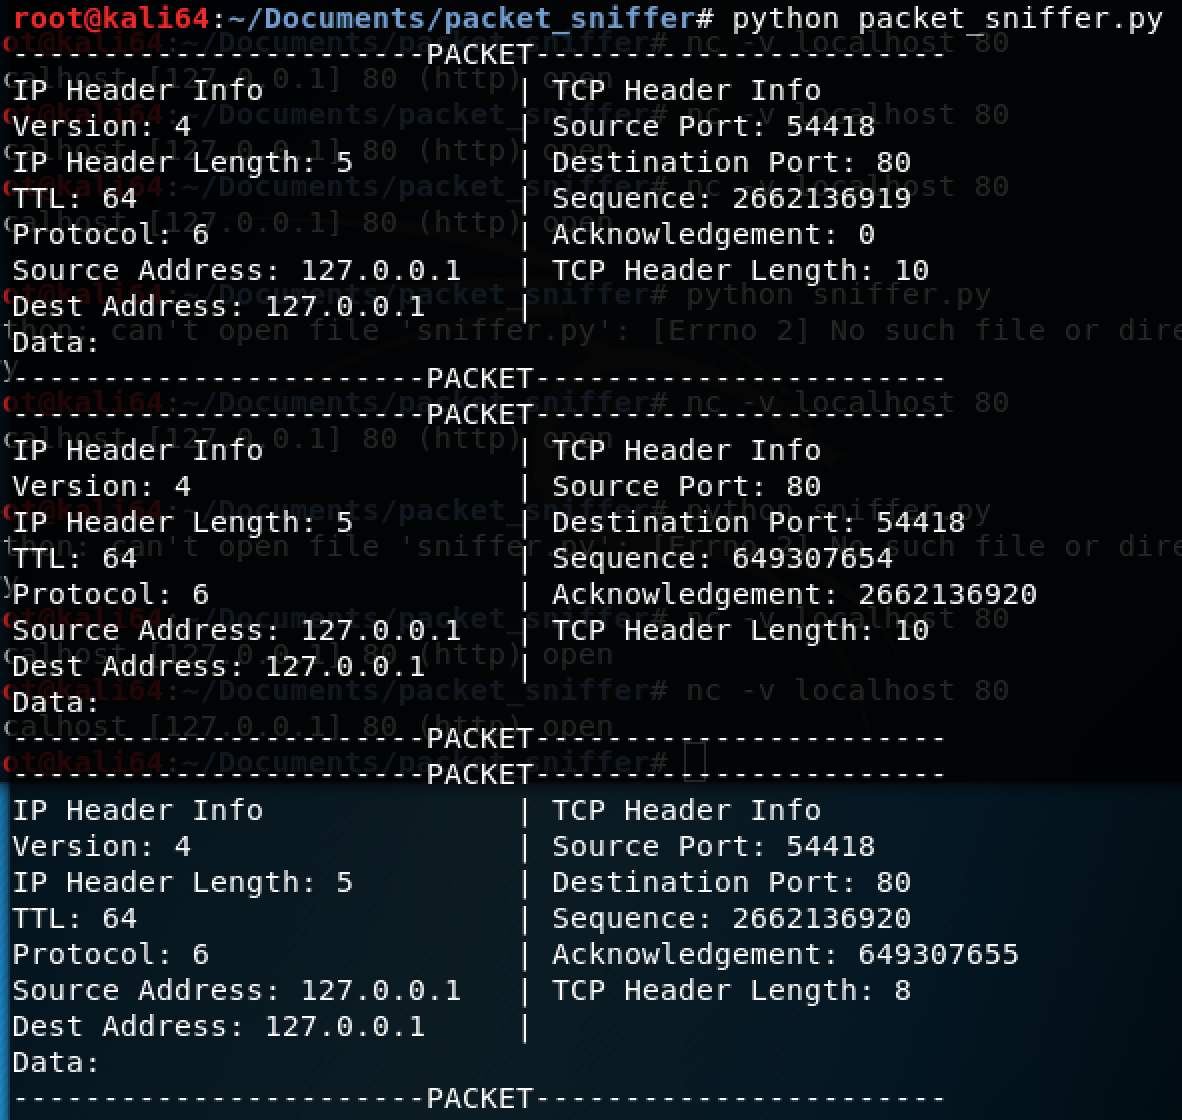 root@kali64:~/Documents/packet_sniffer# python packet_sniffer.py
-----------------------PACKET-----------------------
IP Header Info | TCP Header Info
Version: 4 | Source Port: 54418
IP Header Length: 5 | Destination Port: 80
TTL: 64 | Sequence: 2662136919
Protocol: 6 | Acknowledgement: 0
Source Address: 127.0.0.1 | TCP Header Length: 10
Dest Address: 127.0.0.1 |
Data:
-----------------------PACKET-----------------------
-----------------------PACKET-----------------------
IP Header Info | TCP Header Info
Version: 4 | Source Port: 80
IP Header Length: 5 | Destination Port: 54418
TTL: 64 | Sequence: 649307654
Protocol: 6 | Acknowledgement: 2662136920
Source Address: 127.0.0.1 | TCP Header Length: 10
Dest Address: 127.0.0.1 |
Data:
-----------------------PACKET-----------------------
-----------------------PACKET-----------------------
IP Header Info | TCP Header Info
Version: 4 | Source Port: 54418
IP Header Length: 5 | Destination Port: 80
TTL: 64 | Sequence: 2662136920
Protocol: 6 | Acknowledgement: 649307655
Source Address: 127.0.0.1 | TCP Header Length: 8
Dest Address: 127.0.0.1 |
Data:
-----------------------PACKET-----------------------